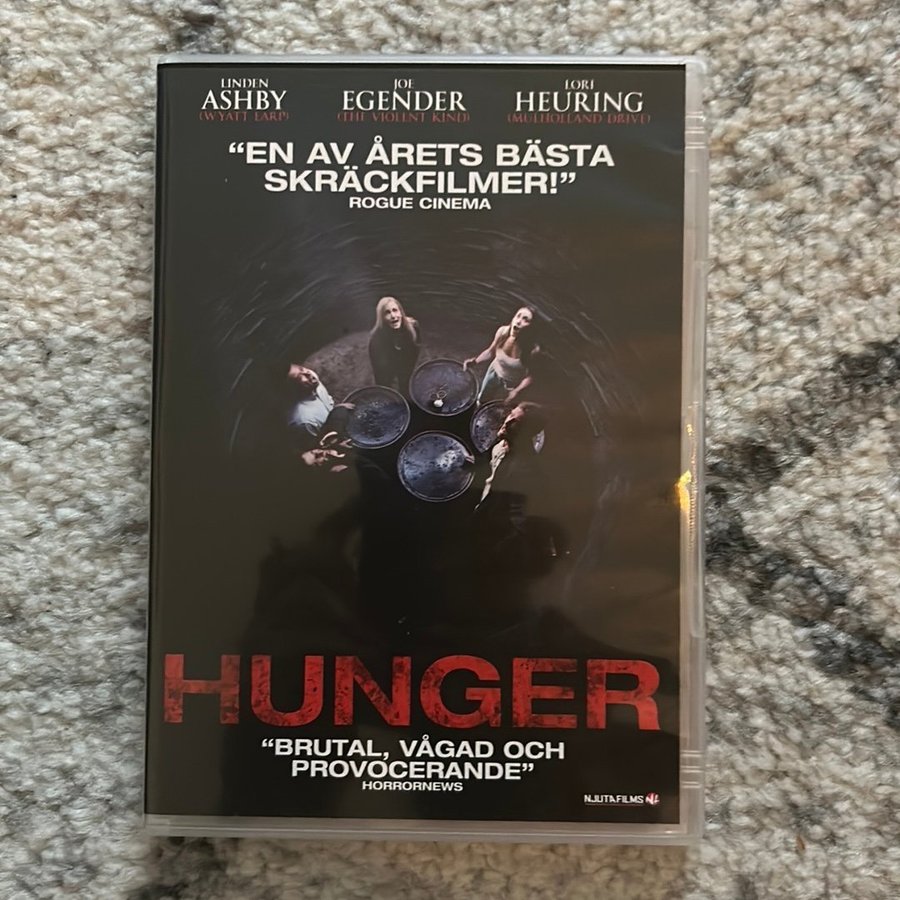 LINDEN JOE LORI
ASHBY EGENDER HEURING
(WYATT EARP) (THE VIOLENT KIND) (MULHOLLAND DRIVE)
“EN AV ÅRETS BÄSTA
SKRÄCKFILMER!”
ROGUE CINEMA
HUNGER
“BRUTAL, VÅGAD OCH
PROVOCERANDE”
HORRORNEWS
NJUTAFILMS